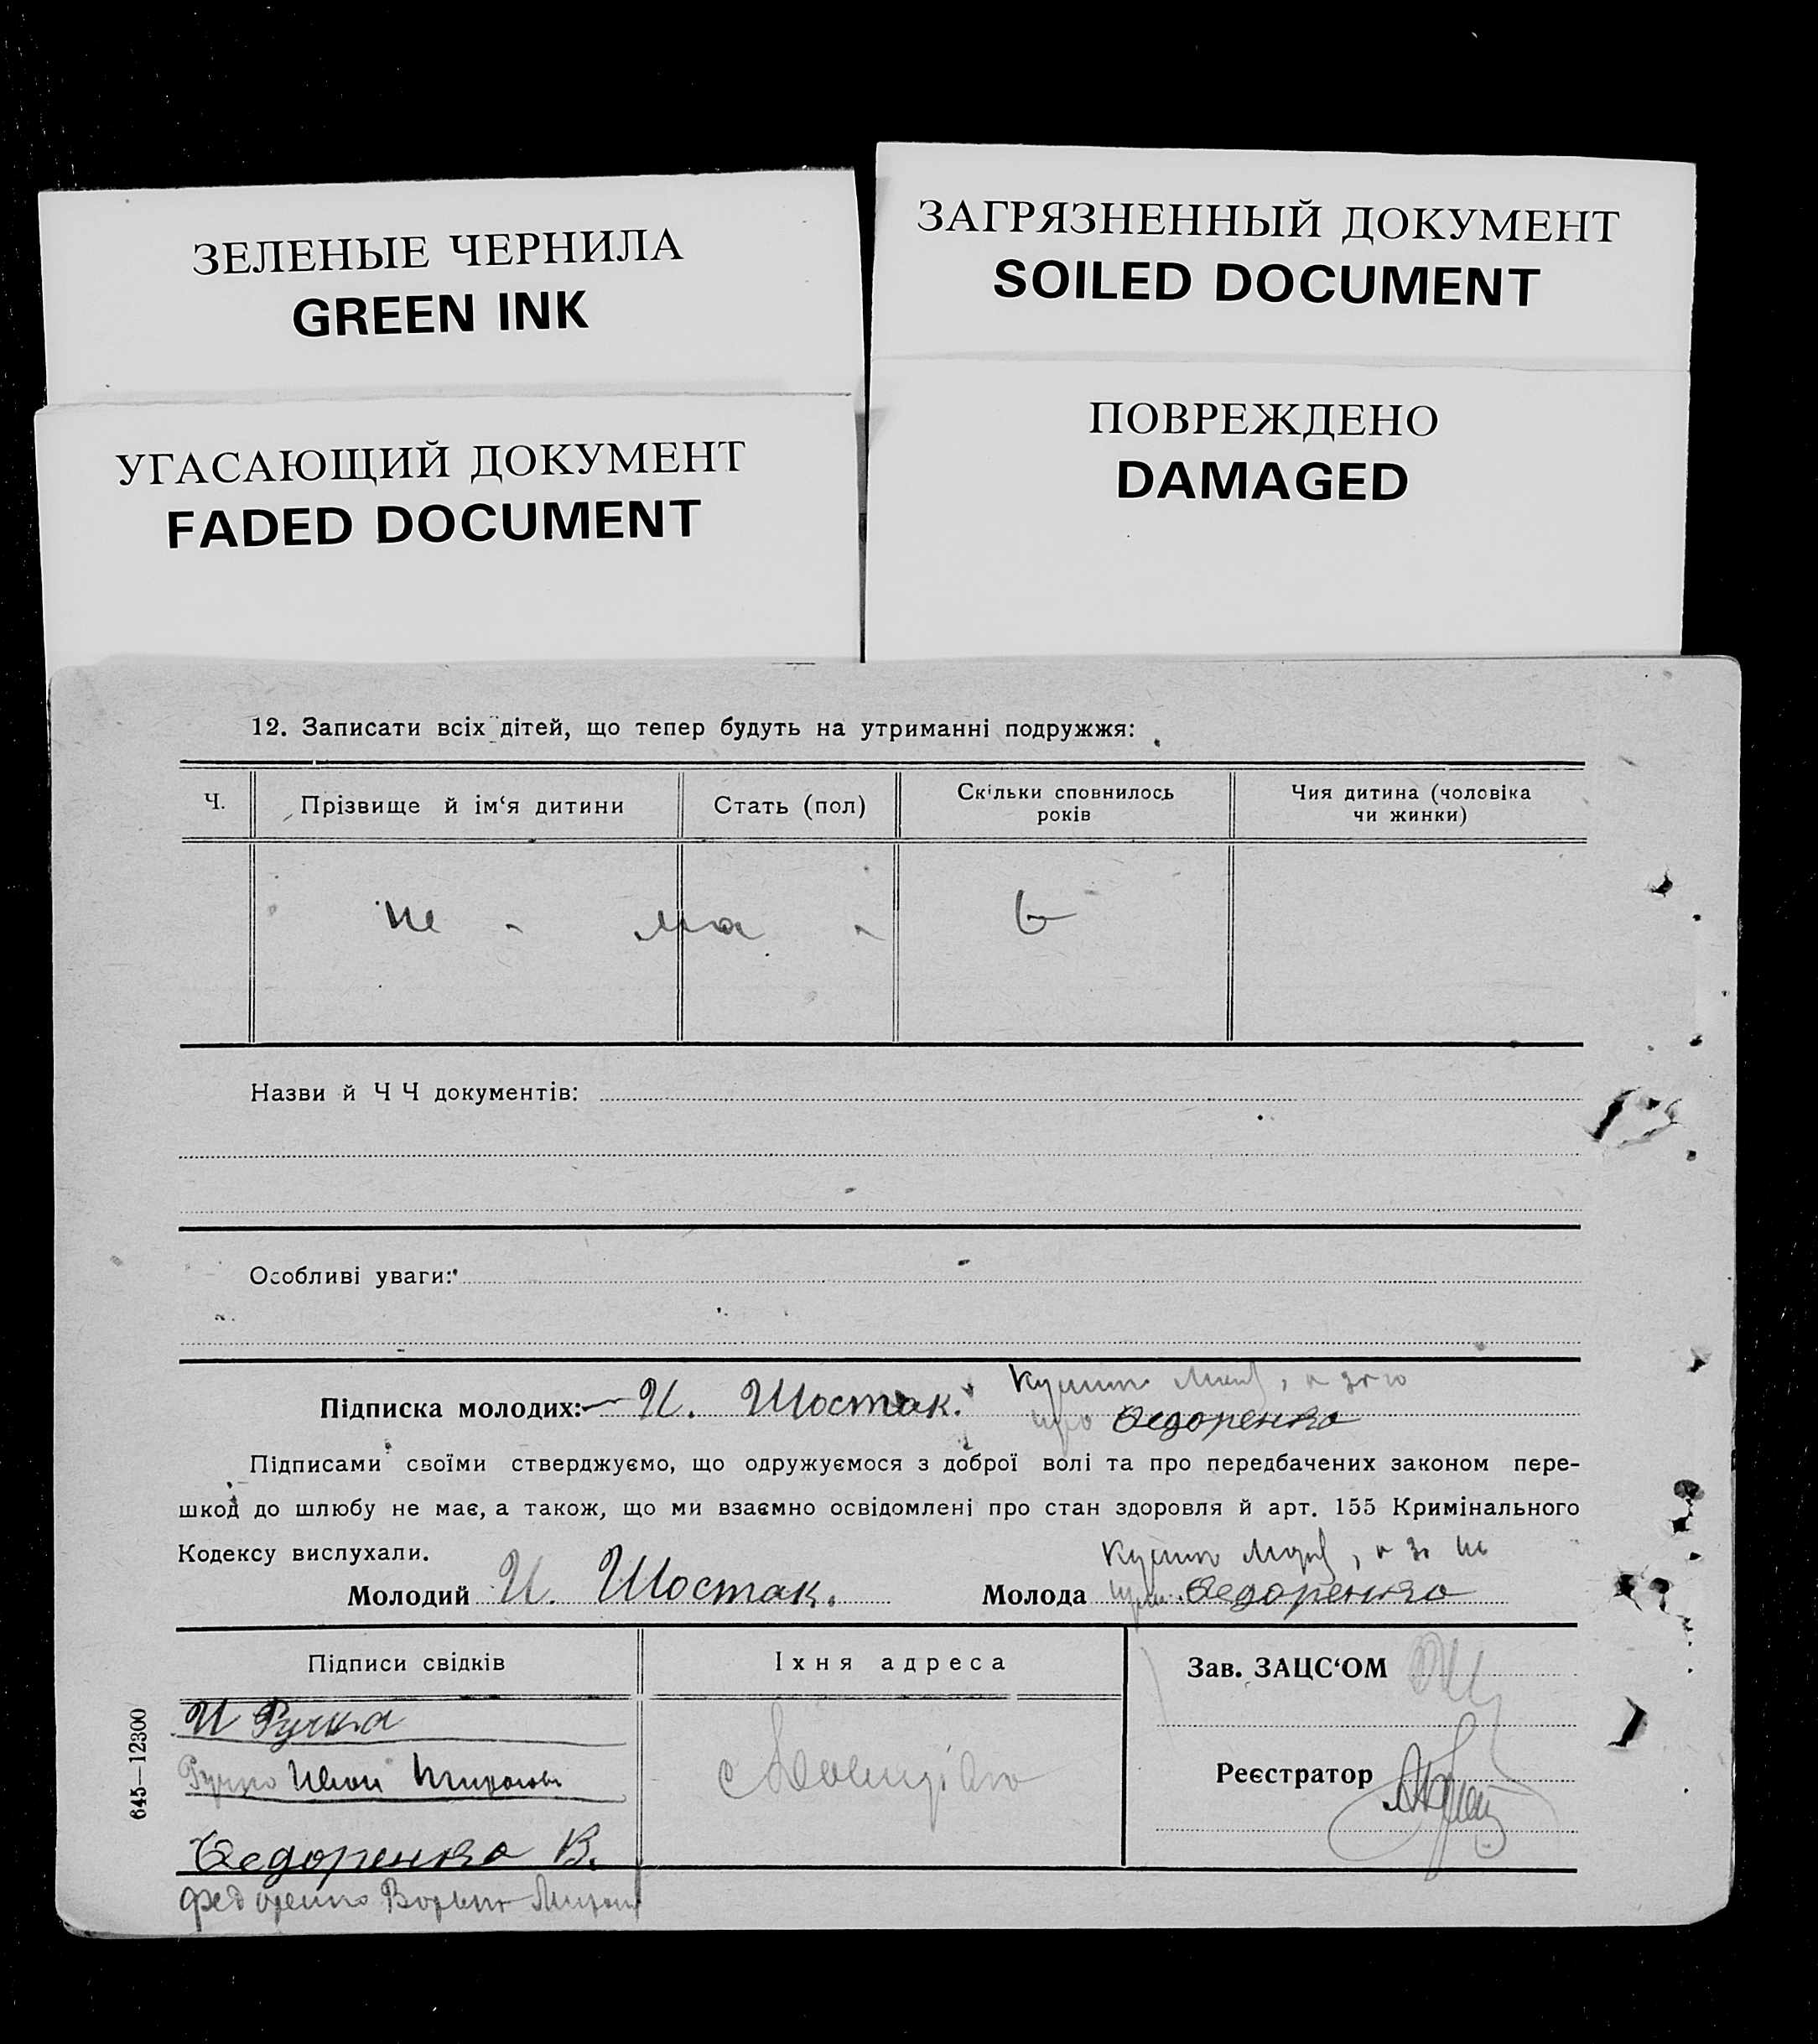 ЗЕЛЕНЫЕ ЧЕРНИЛА
GREEN INK
ЗАГРЯЗНЕННЫЙ ДОКУМЕНТ
SOILED DOCUMENT
УГАСАЮЩИЙ ДОКУМЕНТ
FADED DOCUMENT
ПОВРЕЖДЕНО
DAMAGED
12. Записати всіх дітей, що тепер будуть на утриманні подружжя:
Ч.
Прізвище й ім‘я дитини
Стать (пол)
Скільки сповнилось
років
Чия дитина (чоловіка
чи жинки)
Не - ма -
Назви й Ч Ч документів:
Особливі уваги:
Підписка молодих: И. Шостак.
Федоренко
Підписами своїми стверджуємо, що одружуємося з доброї волі та про передбачених законом пере-
шкод до шлюбу не має, а також, що ми взаємно освідомлені про стан здоровля й арт. 155 Кримінального
Кодексу вислухали.
Молодий И. Шостак.
Молода Федоренко
Підписи свідків
Їхня адреса
Зав. ЗАЦС‘ОМ
И Ручка
Реєстратор
Федоренко В.
Федоренко
645—12300